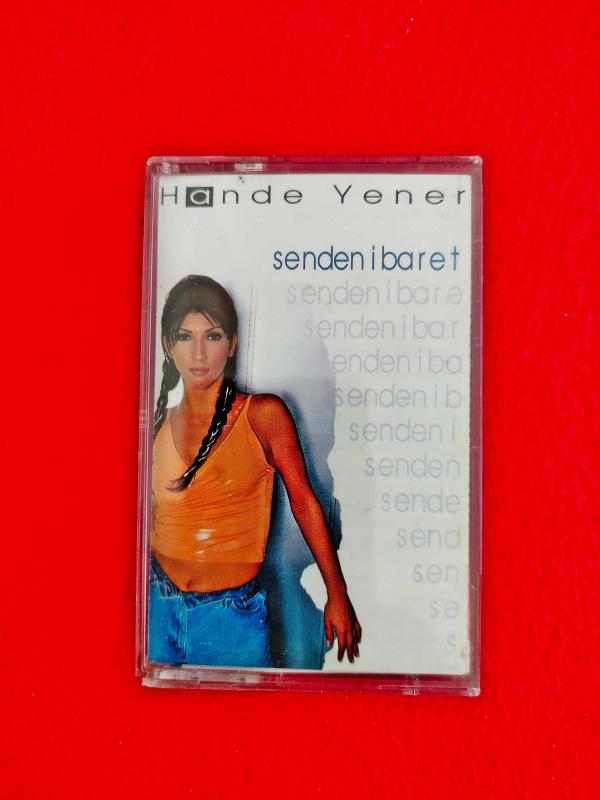 Hande Yener
sendenibaret
sendenibare
sendenibar
endeniba
sendenib
sendeni
senden
sende
send
sen
se
s